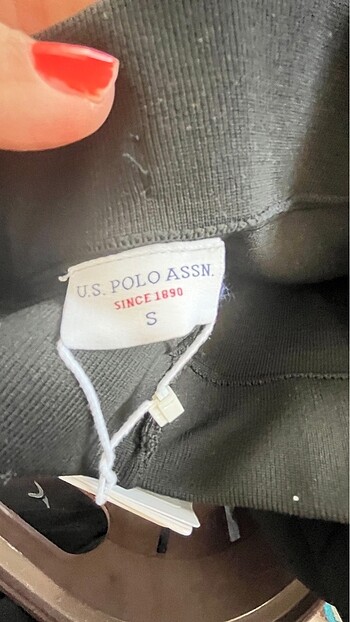 U.S. POLO ASSN.
SINCE 1890
S